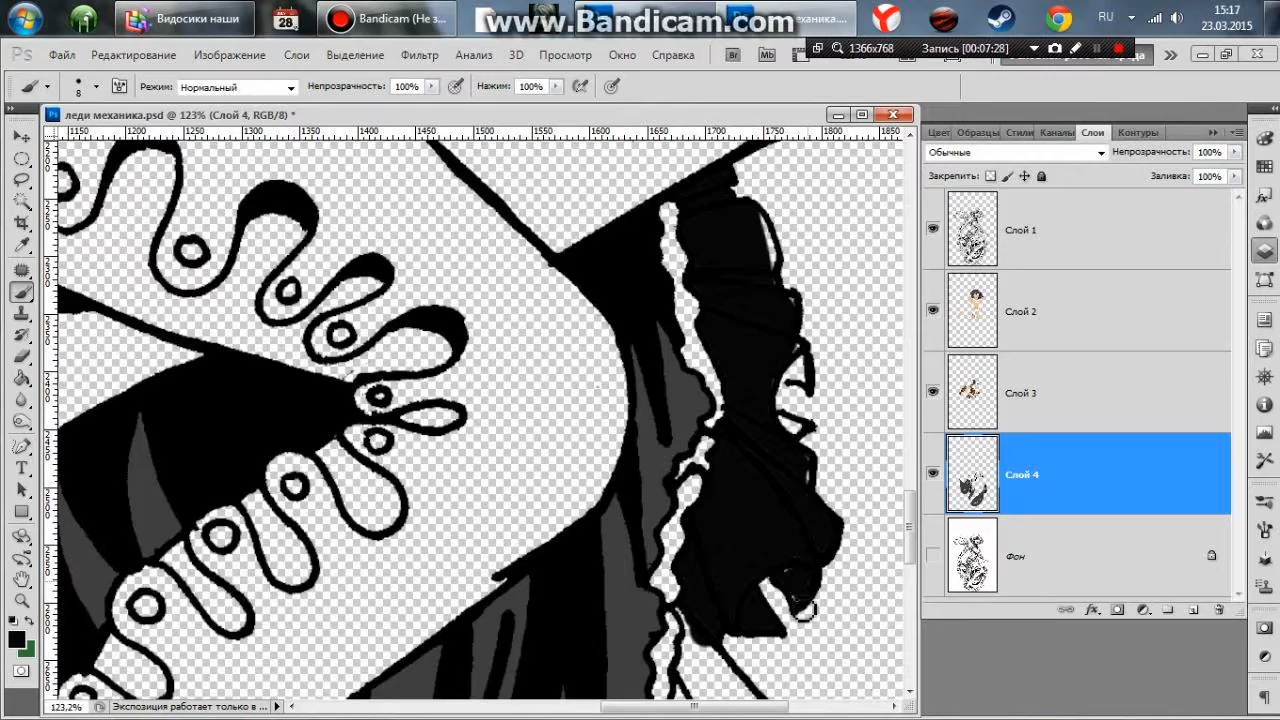 www.Bandicam.com
Видосики наши
28
Bandicam (Не з
механика....
RU
15:17
23.03.2015
1366x768
Запись [00:07:28]
Ps
Файл Редактирование Изображение Слои Выделение Фильтр Анализ 3D Просмотр Окно Справка
Br
Mb
8
Режим: Нормальный
Непрозрачность: 100%
Нажим: 100%
леди механика.psd @ 123% (Слой 4, RGB/8) *
1150 1200 1250 1300 1350 1400 1450 1500 1550 1600 1650 1700 1750 1800 1850
Цвет Образцы Стили Каналы Слои Контуры
Обычные
Непрозрачность: 100%
Закрепить:
Заливка: 100%
Слой 1
Слой 2
Слой 3
Слой 4
Фон
123,2%
Экспозиция работает только в ...